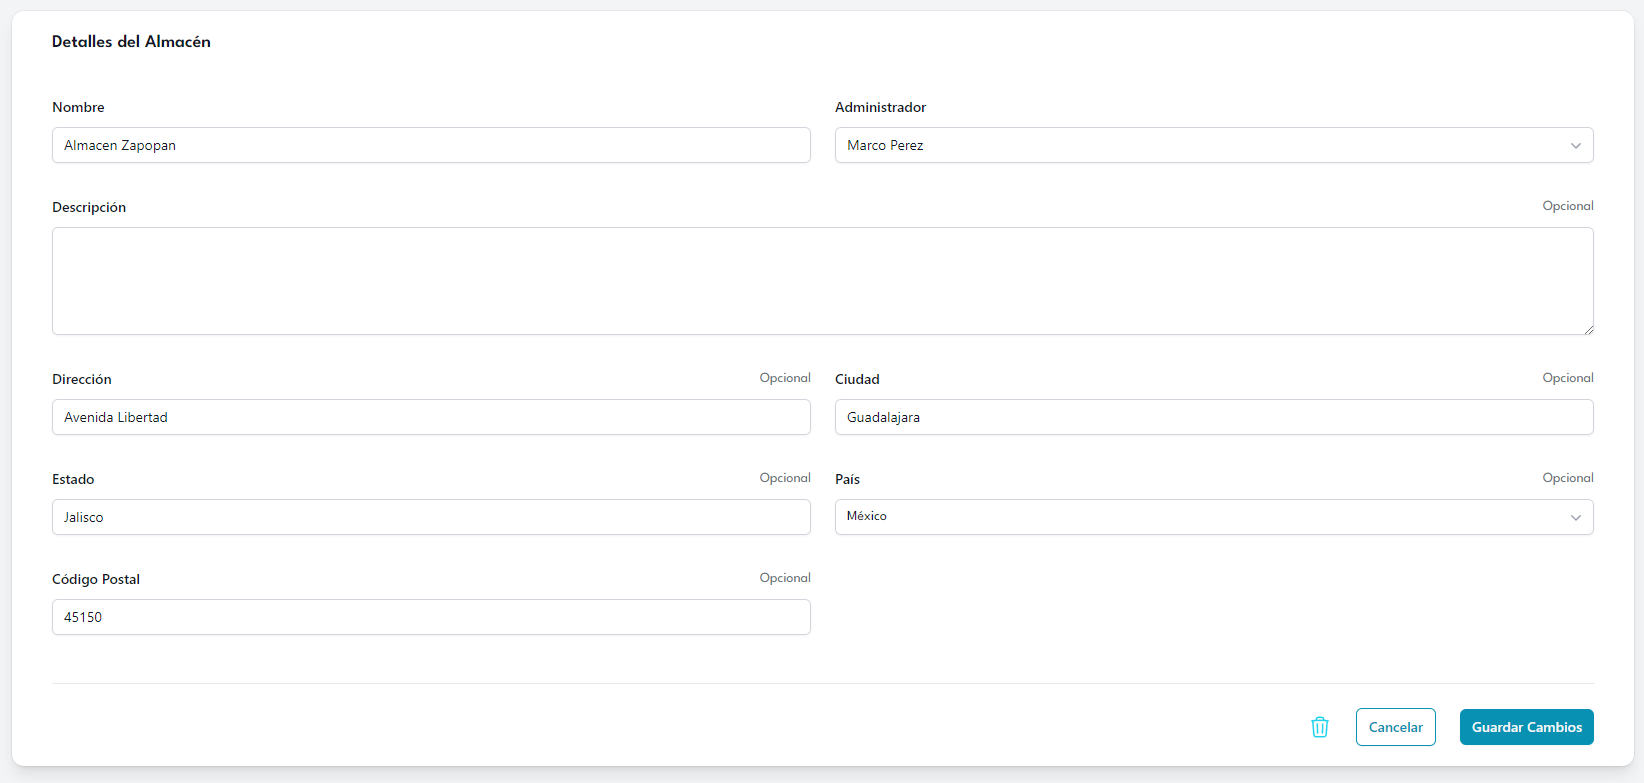 Detalles del Almacén
Nombre
Administrador
Almacen Zapopan
Marco Perez
Descripción
Opcional
Dirección
Opcional
Ciudad
Opcional
Avenida Libertad
Guadalajara
Estado
Opcional
País
Opcional
Jalisco
México
Código Postal
Opcional
45150
Cancelar
Guardar Cambios